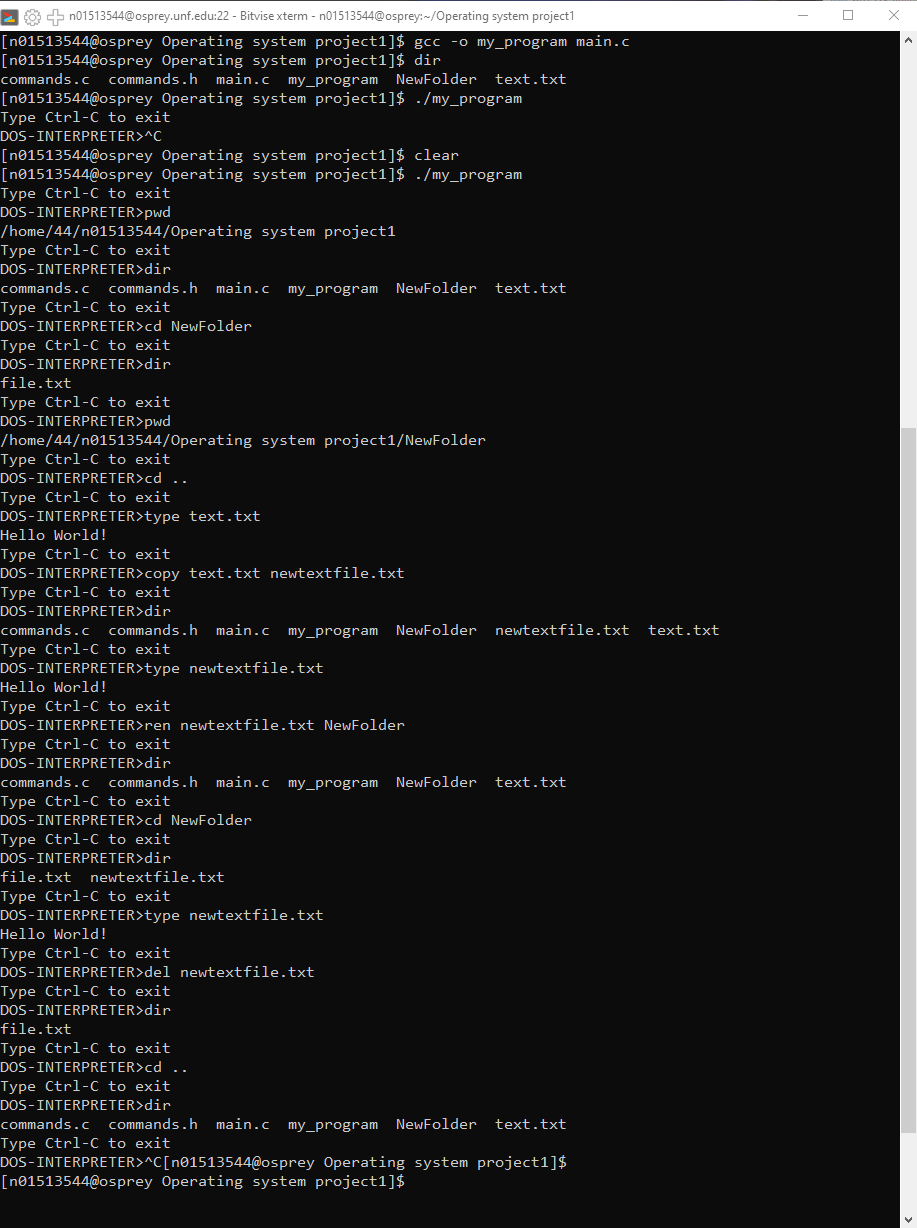 n01513544@osprey.unf.edu:22 - Bitvise xterm - n01513544@osprey:~/Operating system project1
[n01513544@osprey Operating system project1]$ gcc -o my_program main.c
[n01513544@osprey Operating system project1]$ dir
commands.c  commands.h  main.c  my_program  NewFolder  text.txt
[n01513544@osprey Operating system project1]$ ./my_program
Type Ctrl-C to exit
DOS-INTERPRETER>^C
[n01513544@osprey Operating system project1]$ clear
[n01513544@osprey Operating system project1]$ ./my_program
Type Ctrl-C to exit
DOS-INTERPRETER>pwd
/home/44/n01513544/Operating system project1
Type Ctrl-C to exit
DOS-INTERPRETER>dir
commands.c  commands.h  main.c  my_program  NewFolder  text.txt
Type Ctrl-C to exit
DOS-INTERPRETER>cd NewFolder
Type Ctrl-C to exit
DOS-INTERPRETER>dir
file.txt
Type Ctrl-C to exit
DOS-INTERPRETER>pwd
/home/44/n01513544/Operating system project1/NewFolder
Type Ctrl-C to exit
DOS-INTERPRETER>cd ..
Type Ctrl-C to exit
DOS-INTERPRETER>type text.txt
Hello World!
Type Ctrl-C to exit
DOS-INTERPRETER>copy text.txt newtextfile.txt
Type Ctrl-C to exit
DOS-INTERPRETER>dir
commands.c  commands.h  main.c  my_program  NewFolder  newtextfile.txt  text.txt
Type Ctrl-C to exit
DOS-INTERPRETER>type newtextfile.txt
Hello World!
Type Ctrl-C to exit
DOS-INTERPRETER>ren newtextfile.txt NewFolder
Type Ctrl-C to exit
DOS-INTERPRETER>dir
commands.c  commands.h  main.c  my_program  NewFolder  text.txt
Type Ctrl-C to exit
DOS-INTERPRETER>cd NewFolder
Type Ctrl-C to exit
DOS-INTERPRETER>dir
file.txt  newtextfile.txt
Type Ctrl-C to exit
DOS-INTERPRETER>type newtextfile.txt
Hello World!
Type Ctrl-C to exit
DOS-INTERPRETER>del newtextfile.txt
Type Ctrl-C to exit
DOS-INTERPRETER>dir
file.txt
Type Ctrl-C to exit
DOS-INTERPRETER>cd ..
Type Ctrl-C to exit
DOS-INTERPRETER>dir
commands.c  commands.h  main.c  my_program  NewFolder  text.txt
Type Ctrl-C to exit
DOS-INTERPRETER>^C[n01513544@osprey Operating system project1]$
[n01513544@osprey Operating system project1]$